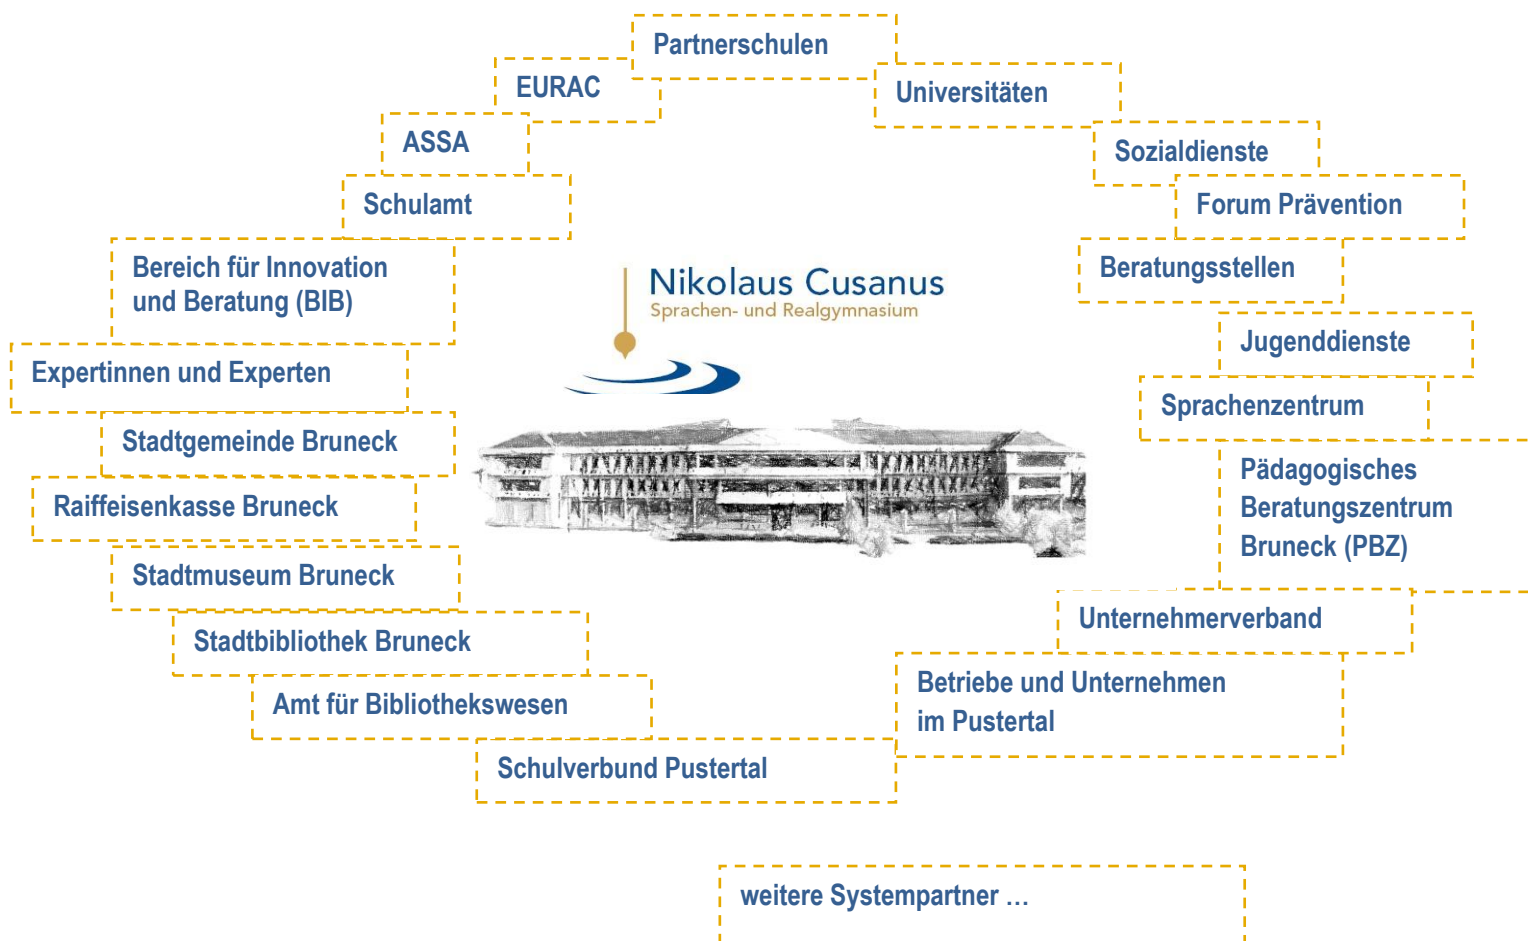 Partnerschulen
EURAC
Universitäten
ASSA
Sozialdienste
Schulamt
Forum Prävention
Bereich für Innovation
und Beratung (BIB)
Nikolaus Cusanus
Sprachen- und Realgymnasium
Beratungsstellen
Jugenddienste
Expertinnen und Experten
Sprachenzentrum
Stadtgemeinde Bruneck
Pädagogisches
Beratungszentrum
Bruneck (PBZ)
Raiffeisenkasse Bruneck
Stadtmuseum Bruneck
Unternehmerverband
Stadtbibliothek Bruneck
Betriebe und Unternehmen
im Pustertal
Amt für Bibliothekswesen
Schulverbund Pustertal
weitere Systempartner …